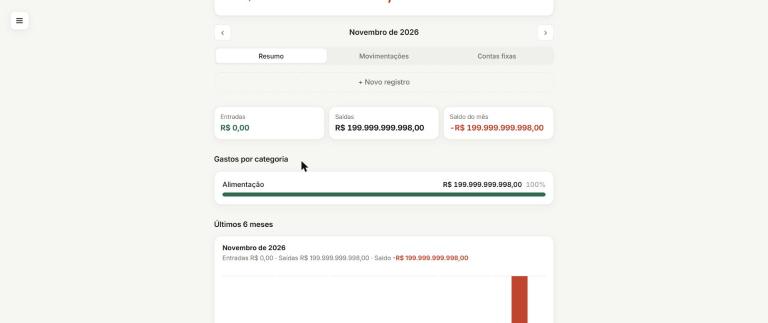 Novembro de 2026
Resumo
Movimentações
Contas fixas
+ Novo registro
Entradas
R$ 0,00
Saídas
R$ 199.999.999.998,00
Saldo do mês
-R$ 199.999.999.998,00
Gastos por categoria
Alimentação
R$ 199.999.999.998,00 100%
Últimos 6 meses
Novembro de 2026
Entradas R$ 0,00 · Saídas R$ 199.999.999.998,00 · Saldo -R$ 199.999.999.998,00